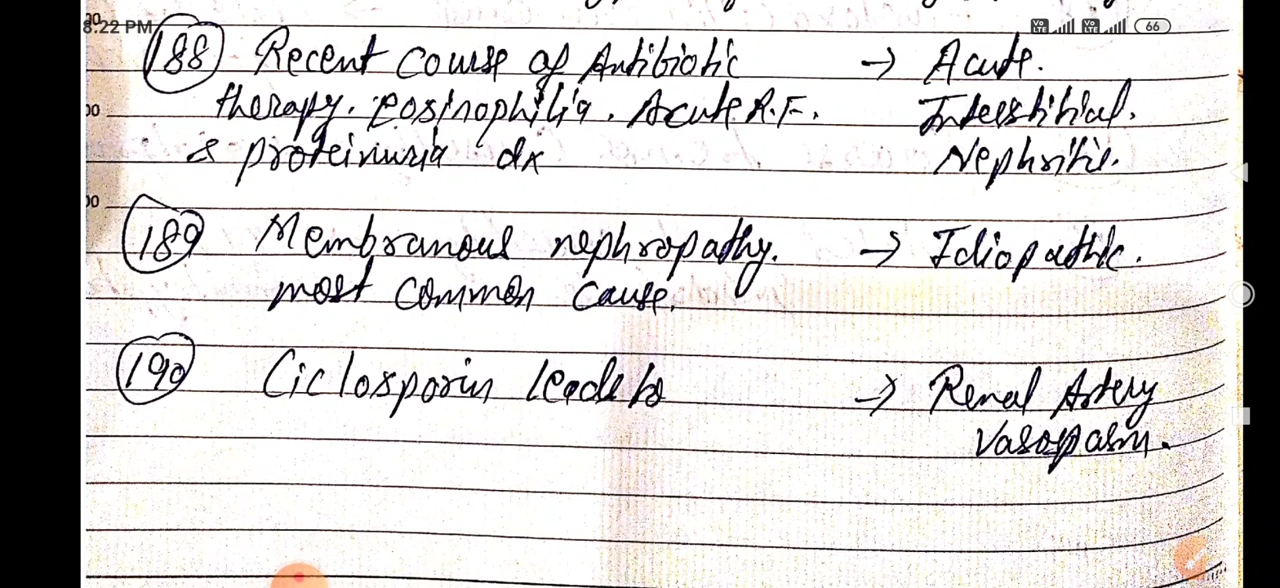 8:22 PM
66
188 Recent course of Antibiotic → Acute.
therapy. eosinophilia. Acute R.F. Interstitial.
& proteinuria dx Nephritis.
189 Membranous nephropathy. → Idiopathic.
most common cause.
190 Ciclosporin leads to → Renal Artery
Vasospasm.